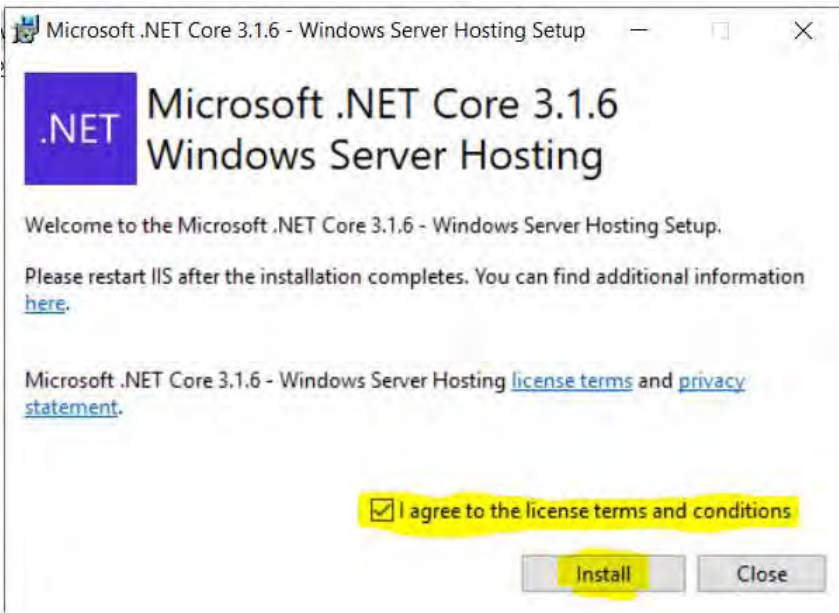 Microsoft .NET Core 3.1.6 - Windows Server Hosting Setup
.NET
Microsoft .NET Core 3.1.6
Windows Server Hosting
Welcome to the Microsoft .NET Core 3.1.6 - Windows Server Hosting Setup.
Please restart IIS after the installation completes. You can find additional information
here.
Microsoft .NET Core 3.1.6 - Windows Server Hosting license terms and privacy
statement.
I agree to the license terms and conditions
Install
Close